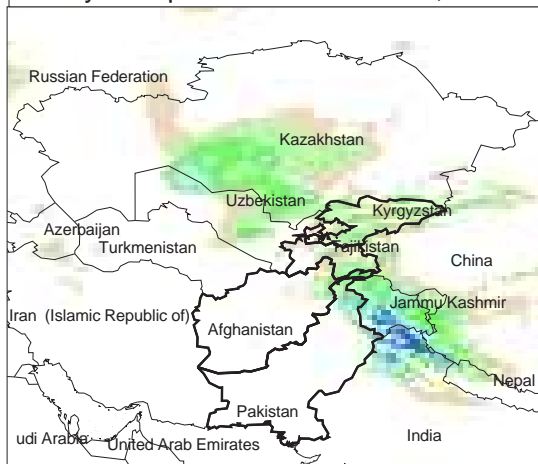 Russian Federation
Kazakhstan
Uzbekistan
Kyrgyzstan
Azerbaijan
Turkmenistan
Tajikistan
China
Jammu Kashmir
Iran (Islamic Republic of)
Afghanistan
Nepal
Pakistan
udi Arabia
United Arab Emirates
India